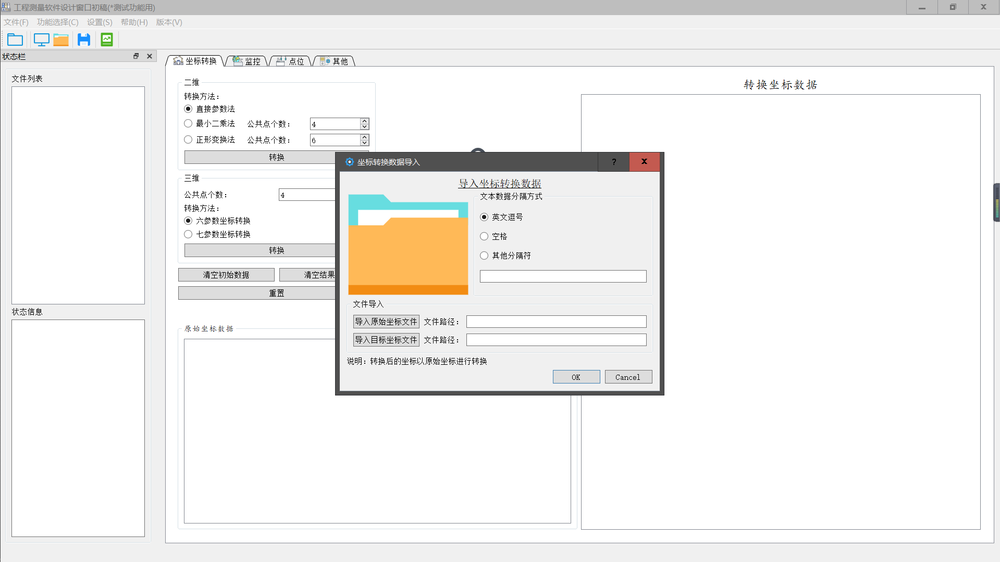 工程测量软件设计窗口初稿(*测试功能用)
文件(F) 功能选择(C) 设置(S) 帮助(H) 版本(V)
状态栏
文件列表
状态信息
坐标转换 监控 点位 其他
二维
转换方法：
直接参数法
最小二乘法 公共点个数： 4
正形变换法 公共点个数： 6
转换
三维
公共点个数： 4
转换方法：
六参数坐标转换
七参数坐标转换
转换
清空初始数据 清空结果
重置
原始坐标数据
转换坐标数据
坐标转换数据导入
导入坐标转换数据
文本数据分隔方式
英文逗号
空格
其他分隔符
文件导入
导入原始坐标文件 文件路径：
导入目标坐标文件 文件路径：
说明：转换后的坐标以原始坐标进行转换
OK Cancel